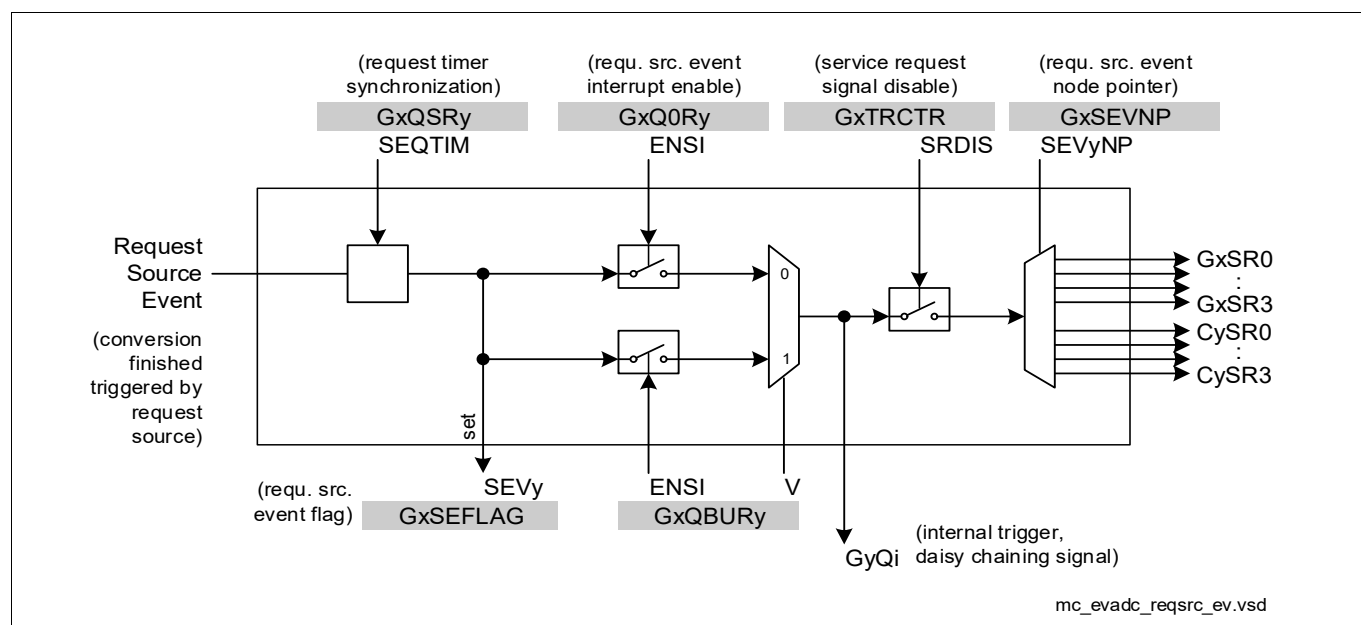 (request timer
synchronization)
GxQSRy
SEQTIM
(requ. src. event
interrupt enable)
GxQ0Ry
ENSI
(service request
signal disable)
GxTRCTR
SRDIS
(requ. src. event
node pointer)
GxSEVNP
SEVyNP
Request
Source
Event
(conversion
finished
triggered by
request
source)
0
1
GxSR0
:
GxSR3
CySR0
:
CySR3
set
(requ. src.
event flag)
SEVy
GxSEFLAG
ENSI
V
GxQBURy
GyQi
(internal trigger,
daisy chaining signal)
mc_evadc_reqsrc_ev.vsd